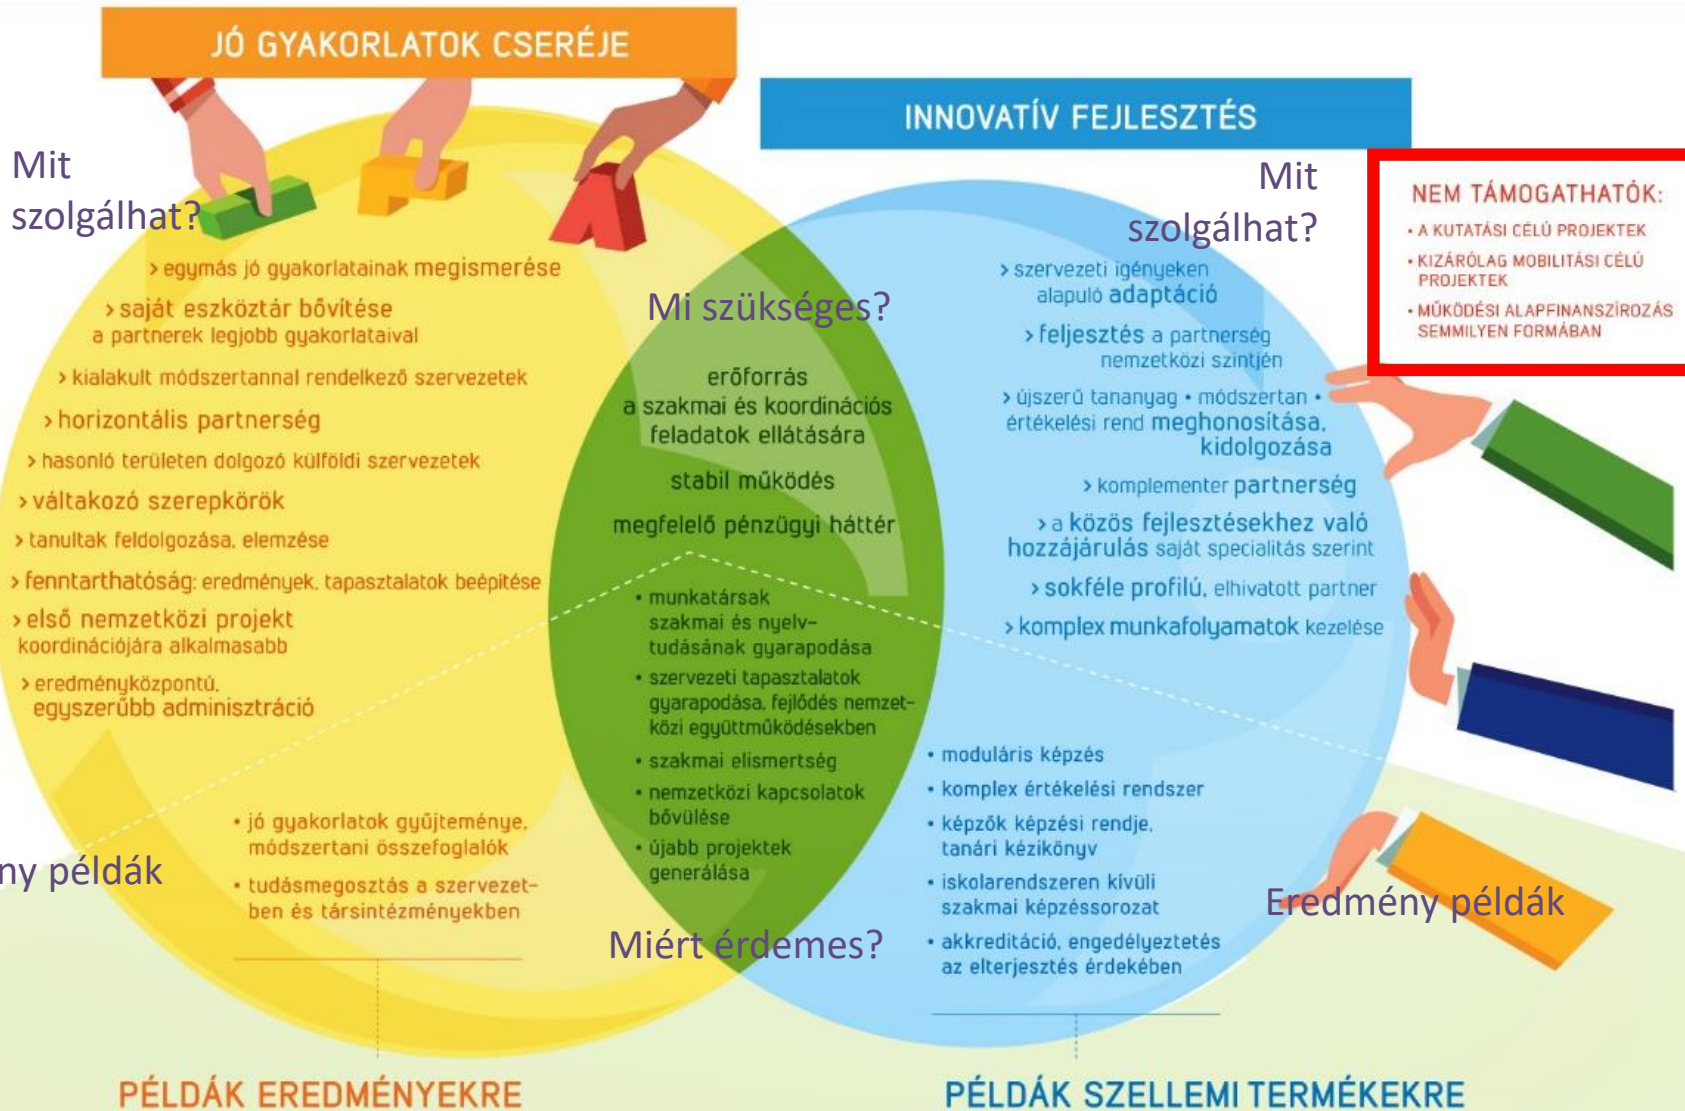 JÓ GYAKORLATOK CSERÉJE
Mit
szolgálhat?
> egymás jó gyakorlatainak megismerése
> saját eszköztár bővítése
a partnerek legjobb gyakorlataival
> kialakult módszertannal rendelkező szervezetek
> horizontális partnerség
> hasonló területen dolgozó külföldi szervezetek
> váltakozó szerepkörök
> tanultak feldolgozása, elemzése
> fenntarthatóság: eredmények, tapasztalatok beépítése
> első nemzetközi projekt
koordinációjára alkalmasabb
> eredményközpontú,
egyszerűbb adminisztráció
ny példák
• jó gyakorlatok gyűjteménye,
módszertani összefoglalók
• tudásmegosztás a szervezet-
ben és társintézményekben
PÉLDÁK EREDMÉNYEKRE
Mi szükséges?
erőforrás
a szakmai és koordinációs
feladatok ellátására
stabil működés
megfelelő pénzügyi háttér
• munkatársak
szakmai és nyelv-
tudásának gyarapodása
• szervezeti tapasztalatok
gyarapodása, fejlődés nemzet-
közi együttműködésekben
• szakmai elismertség
• nemzetközi kapcsolatok
bővülése
• újabb projektek
generálása
Miért érdemes?
INNOVATÍV FEJLESZTÉS
Mit
szolgálhat?
> szervezeti igényeken
alapuló adaptáció
> feljesztés a partnerség
nemzetközi szintjén
> újszerű tananyag • módszertan •
értékelési rend meghonosítása,
kidolgozása
> komplementer partnerség
> a közös fejlesztésekhez való
hozzájárulás saját specialitás szerint
> sokféle profilú, elhivatott partner
> komplex munkafolyamatok kezelése
• moduláris képzés
• komplex értékelési rendszer
• képzők képzési rendje,
tanári kézikönyv
• iskolarendszeren kívüli
szakmai képzéssorozat
• akkreditáció, engedélyeztetés
az elterjesztés érdekében
Eredmény példák
PÉLDÁK SZELLEMI TERMÉKEKRE
NEM TÁMOGATHATÓK:
• A KUTATÁSI CÉLÚ PROJEKTEK
• KIZÁRÓLAG MOBILITÁSI CÉLÚ
PROJEKTEK
• MŰKÖDÉSI ALAPFINANSZÍROZÁS
SEMMILYEN FORMÁBAN